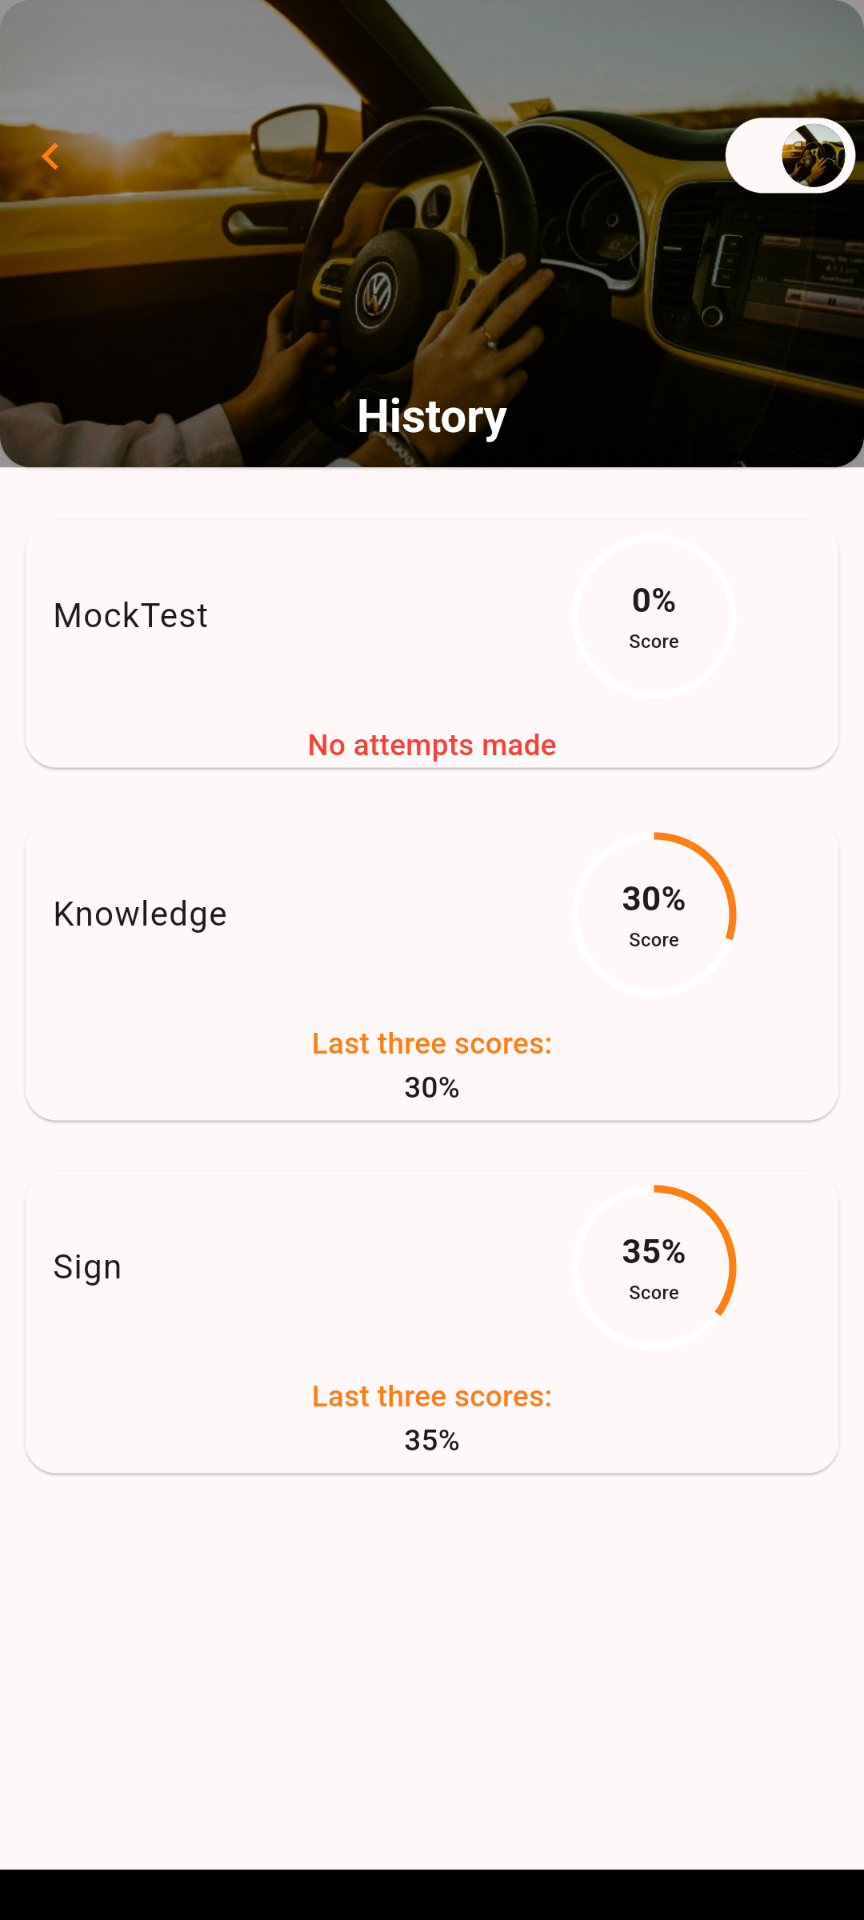 History
MockTest
0%
Score
No attempts made
Knowledge
30%
Score
Last three scores:
30%
Sign
35%
Score
Last three scores:
35%